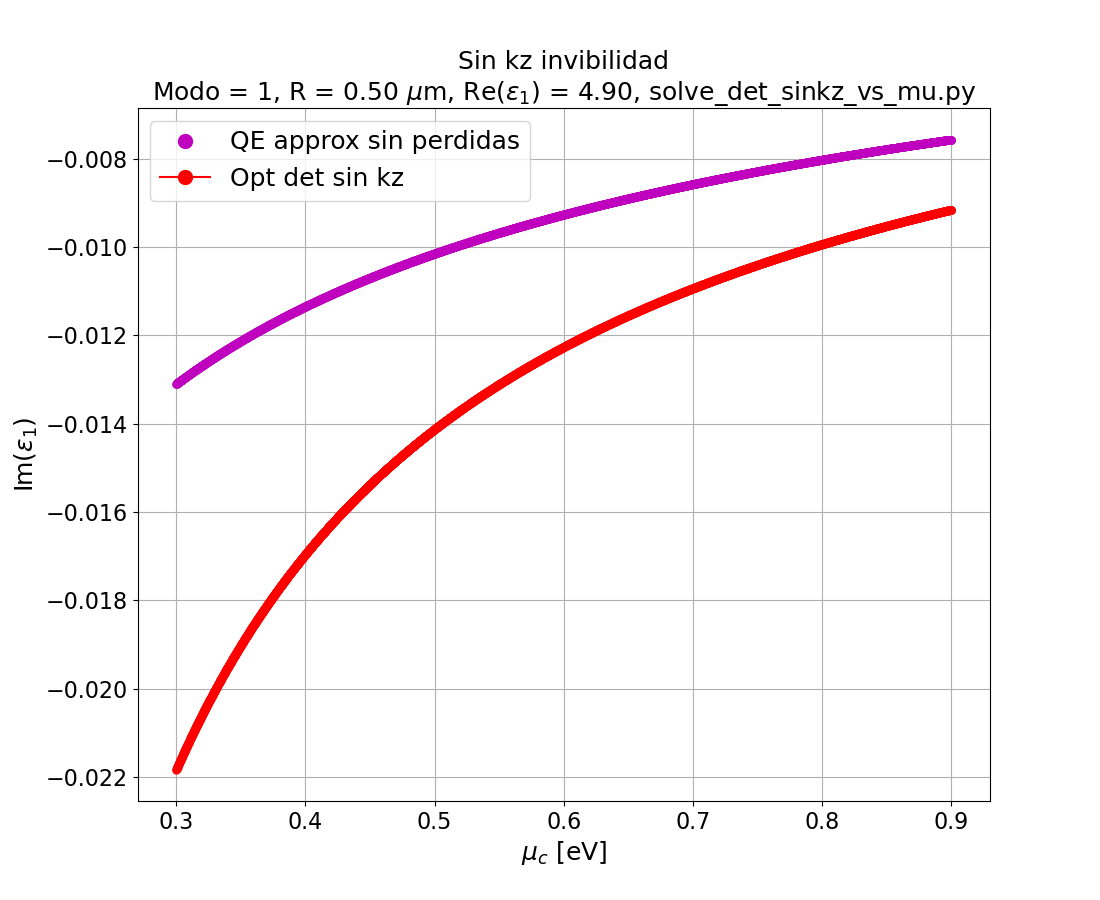 Sin kz invibilidad
Modo = 1, R = 0.50 μm, Re(ε₁) = 4.90, solve_det_sinkz_vs_mu.py
QE approx sin perdidas
Opt det sin kz
−0.008
−0.010
−0.012
−0.014
−0.016
−0.018
−0.020
−0.022
Im(ε₁)
0.3 0.4 0.5 0.6 0.7 0.8 0.9
μ_c [eV]